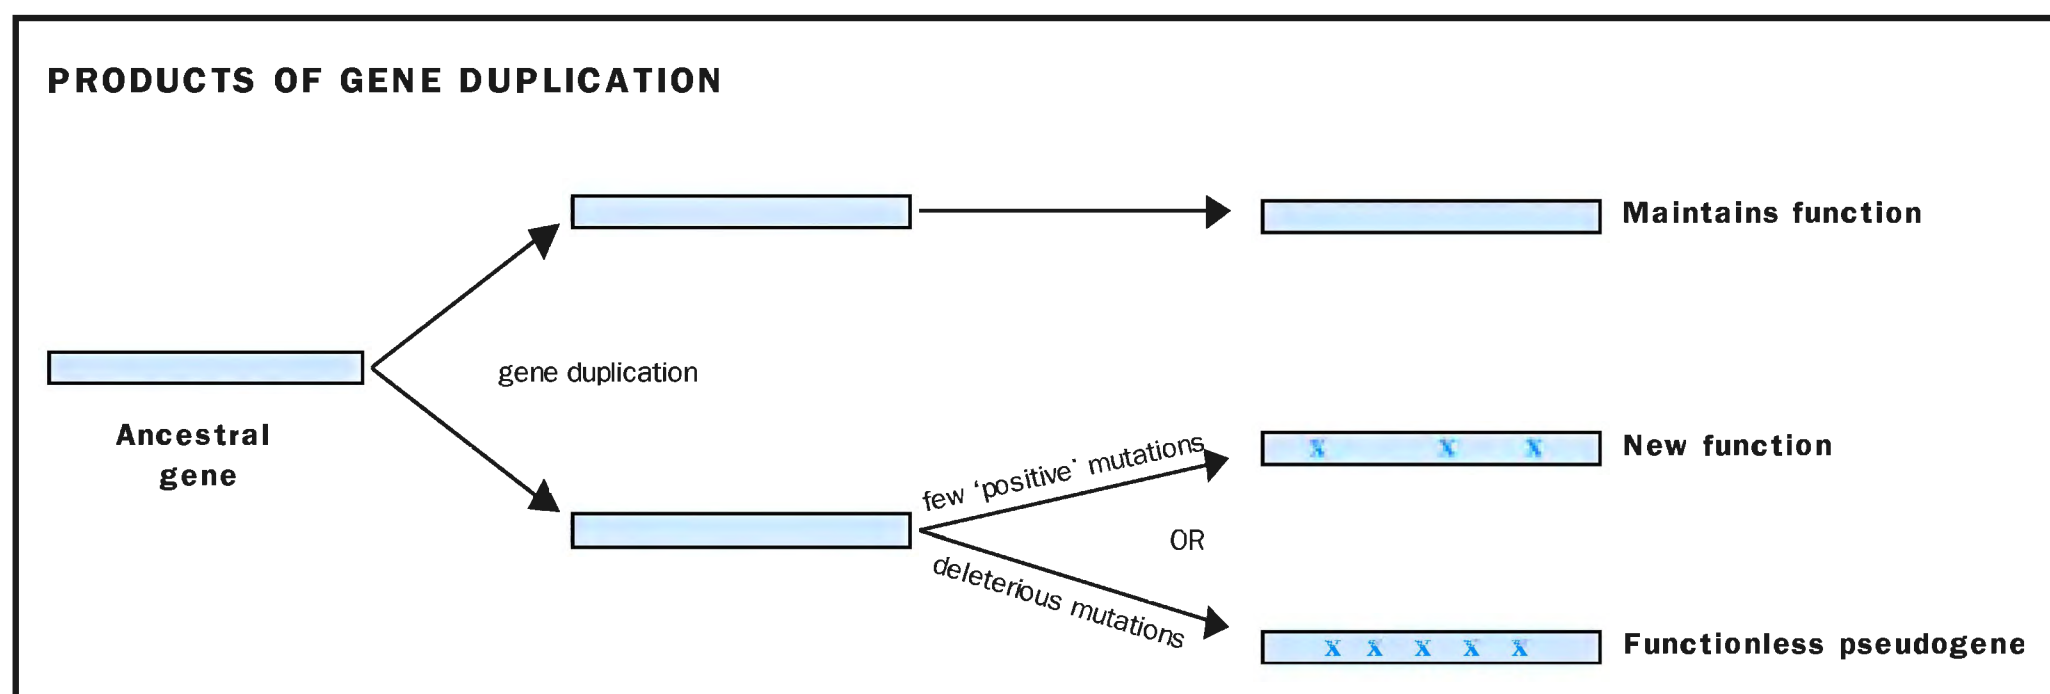 PRODUCTS OF GENE DUPLICATION
Maintains function
gene duplication
Ancestral
gene
few ‘positive’ mutations
X X X
New function
OR
deleterious mutations
X X X X X
Functionless pseudogene